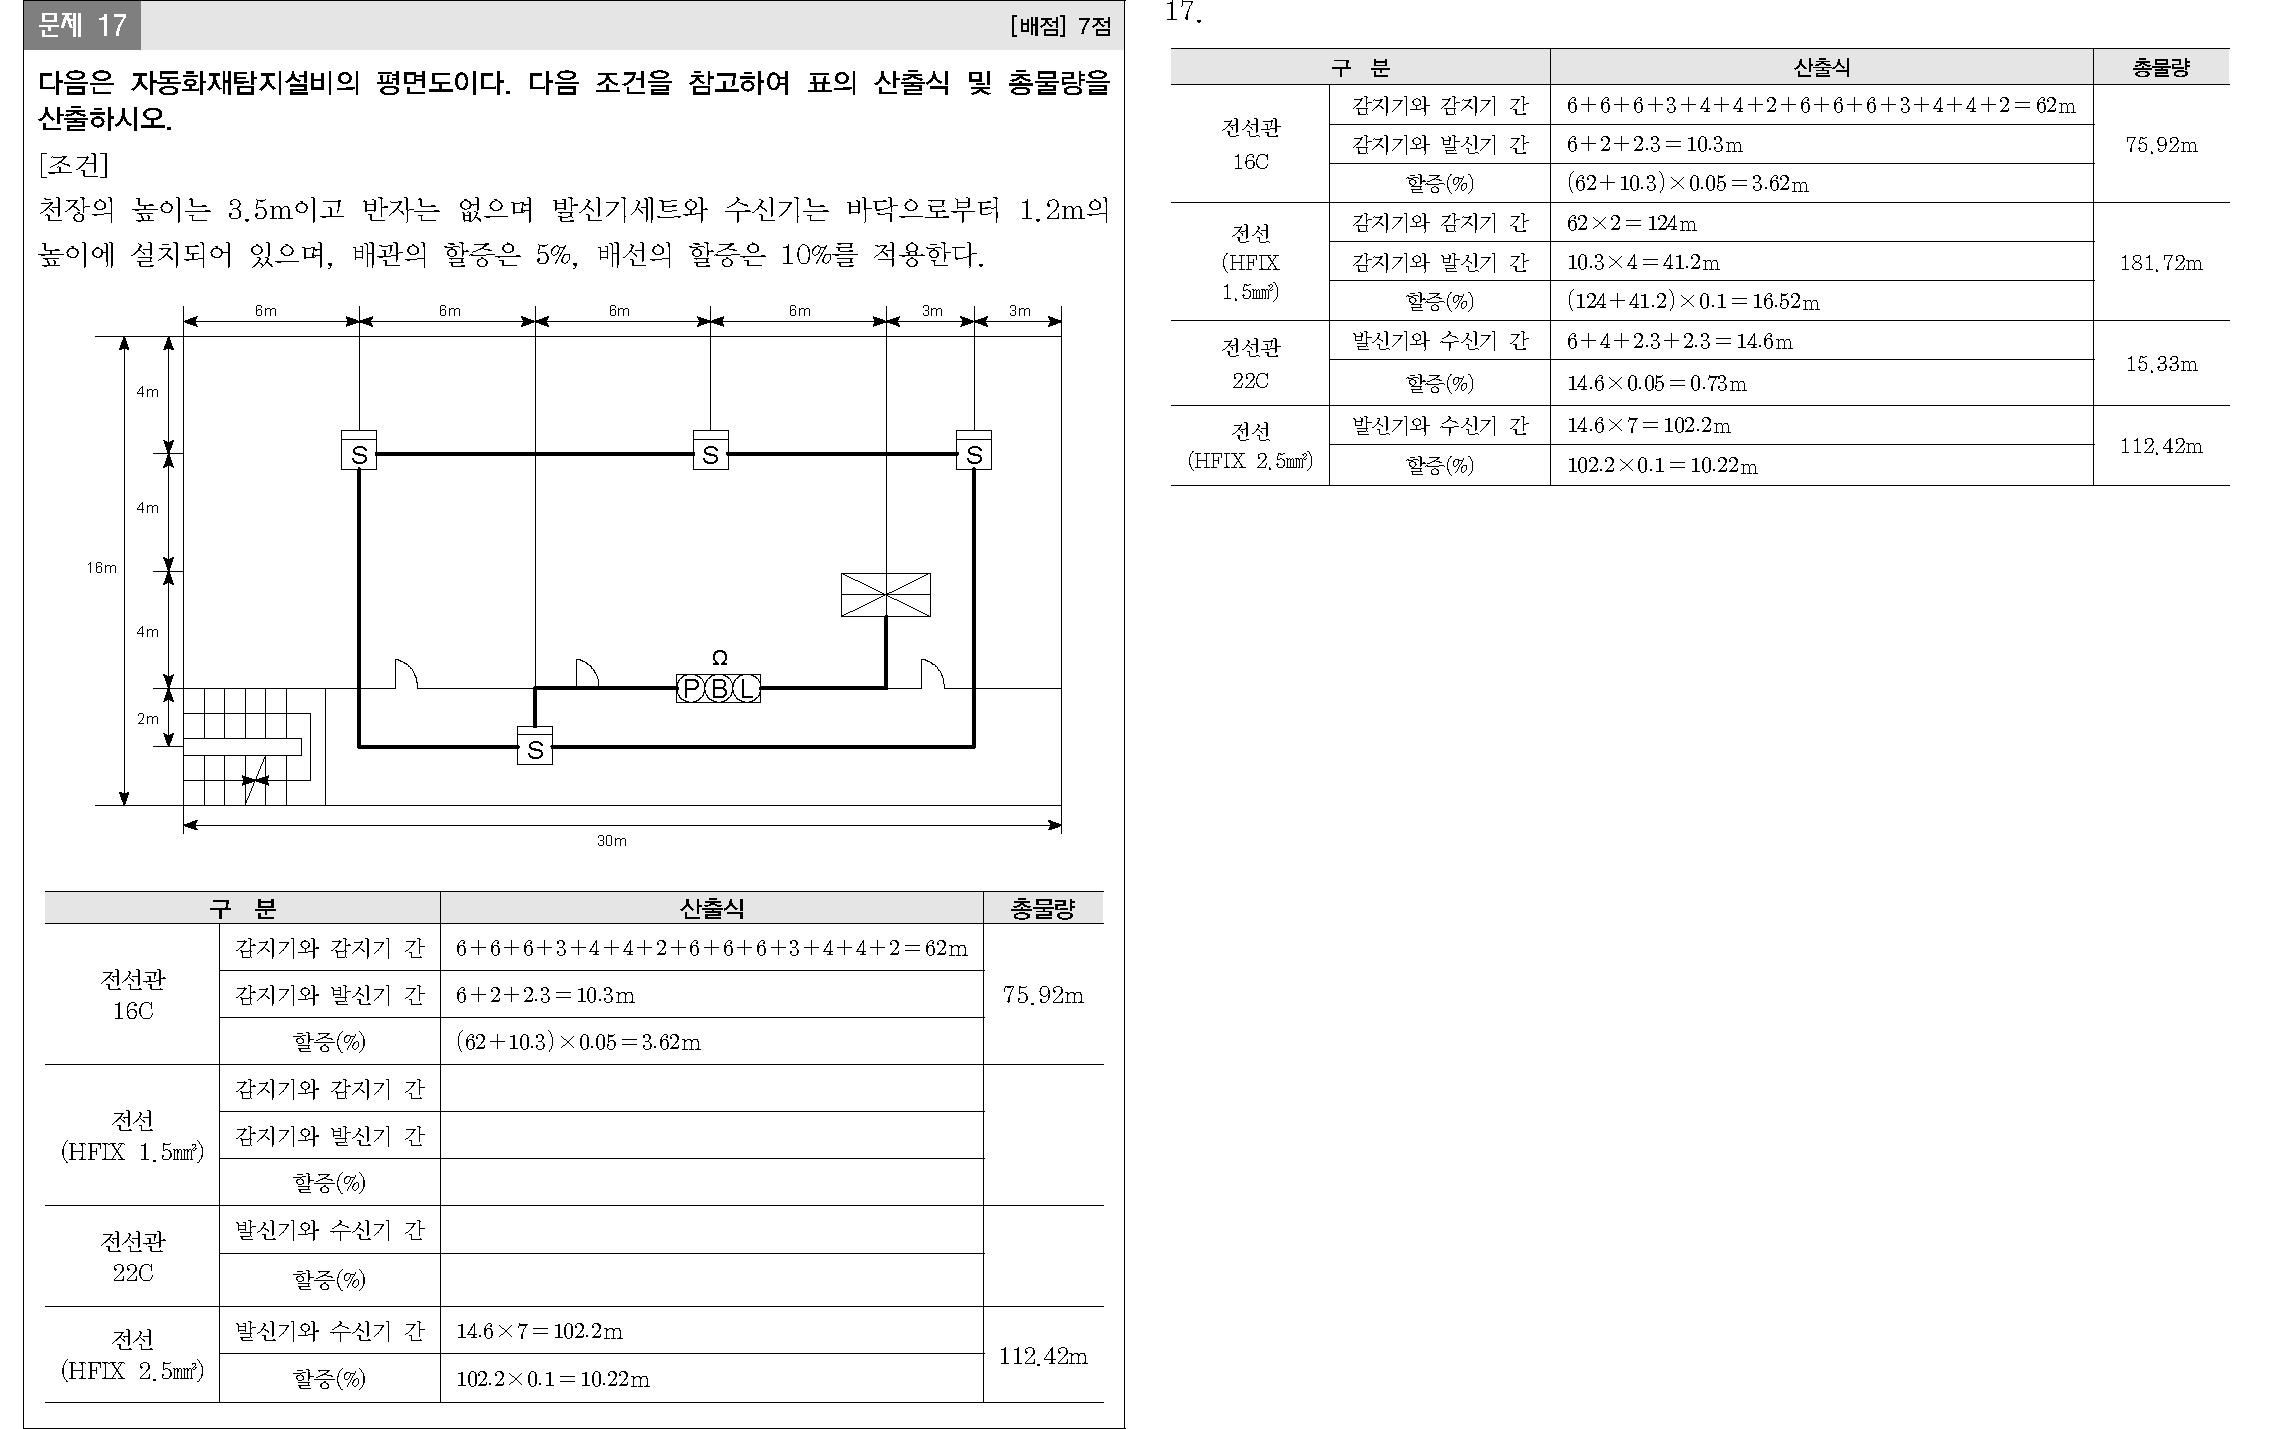 문제 17
[배점] 7점
다음은 자동화재탐지설비의 평면도이다. 다음 조건을 참고하여 표의 산출식 및 총물량을
산출하시오.
[조건]
천장의 높이는 3.5m이고 반자는 없으며 발신기세트와 수신기는 바닥으로부터 1.2m의
높이에 설치되어 있으며, 배관의 할증은 5%, 배선의 할증은 10%를 적용한다.
6m 6m 6m 6m 3m 3m
4m
S S S
4m
16m
4m
Ω
P B L
2m
S
30m
구 분 산출식 총물량
전선관
16C
감지기와 감지기 간 6+6+6+3+4+4+2+6+6+6+3+4+4+2=62m
감지기와 발신기 간 6+2+2.3=10.3m
할증(%) (62+10.3)×0.05=3.62m
75.92m
전선
(HFIX 1.5㎟)
감지기와 감지기 간
감지기와 발신기 간
할증(%)
전선관
22C
발신기와 수신기 간
할증(%)
전선
(HFIX 2.5㎟)
발신기와 수신기 간 14.6×7=102.2m
할증(%) 102.2×0.1=10.22m
112.42m
17.
구 분 산출식 총물량
전선관
16C
감지기와 감지기 간 6+6+6+3+4+4+2+6+6+6+3+4+4+2=62m
감지기와 발신기 간 6+2+2.3=10.3m
할증(%) (62+10.3)×0.05=3.62m
75.92m
전선
(HFIX
1.5㎟)
감지기와 감지기 간 62×2=124m
감지기와 발신기 간 10.3×4=41.2m
할증(%) (124+41.2)×0.1=16.52m
181.72m
전선관
22C
발신기와 수신기 간 6+4+2.3+2.3=14.6m
할증(%) 14.6×0.05=0.73m
15.33m
전선
(HFIX 2.5㎟)
발신기와 수신기 간 14.6×7=102.2m
할증(%) 102.2×0.1=10.22m
112.42m